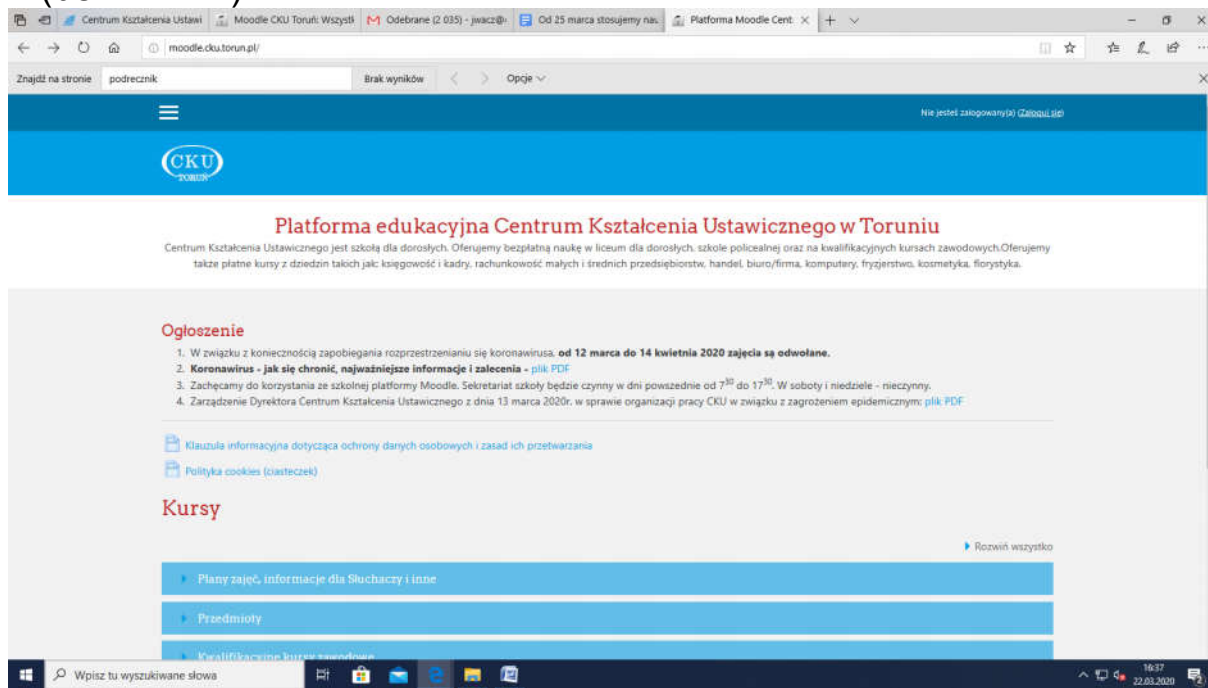 Centrum Kształcenia Ustawi
Moodle CKU Toruń: Wszystk
Odebrane (2 035) - jwacz@
Od 25 marca stosujemy nau
Platforma Moodle Cent
moodle.cku.torun.pl/
Znajdź na stronie podrecznik Brak wyników Opcje
Nie jesteś zalogowany(a) (Zaloguj się)
CKU
TORUŃ
Platforma edukacyjna Centrum Kształcenia Ustawicznego w Toruniu
Centrum Kształcenia Ustawicznego jest szkołą dla dorosłych. Oferujemy bezpłatną naukę w liceum dla dorosłych, szkole policealnej oraz na kwalifikacyjnych kursach zawodowych.Oferujemy
także płatne kursy z dziedzin takich jak: księgowość i kadry, rachunkowość małych i średnich przedsiębiorstw, handel, biuro/firma, komputery, fryzjerstwo, kosmetyka, florystyka.
Ogłoszenie
1. W związku z koniecznością zapobiegania rozprzestrzenianiu się koronawirusa, od 12 marca do 14 kwietnia 2020 zajęcia są odwołane.
2. Koronawirus - jak się chronić, najważniejsze informacje i zalecenia - plik PDF
3. Zachęcamy do korzystania ze szkolnej platformy Moodle. Sekretariat szkoły będzie czynny w dni powszednie od 7³⁰ do 17³⁰. W soboty i niedziele - nieczynny.
4. Zarządzenie Dyrektora Centrum Kształcenia Ustawicznego z dnia 13 marca 2020r. w sprawie organizacji pracy CKU w związku z zagrożeniem epidemicznym: plik PDF
Klauzula informacyjna dotycząca ochrony danych osobowych i zasad ich przetwarzania
Polityka cookies (ciasteczek)
Kursy
Rozwiń wszystko
Plany zajęć, informacje dla Słuchaczy i inne
Przedmioty
Kwalifikacyjne kursy zawodowe
Wpisz tu wyszukiwane słowa
16:37
22.03.2020
2